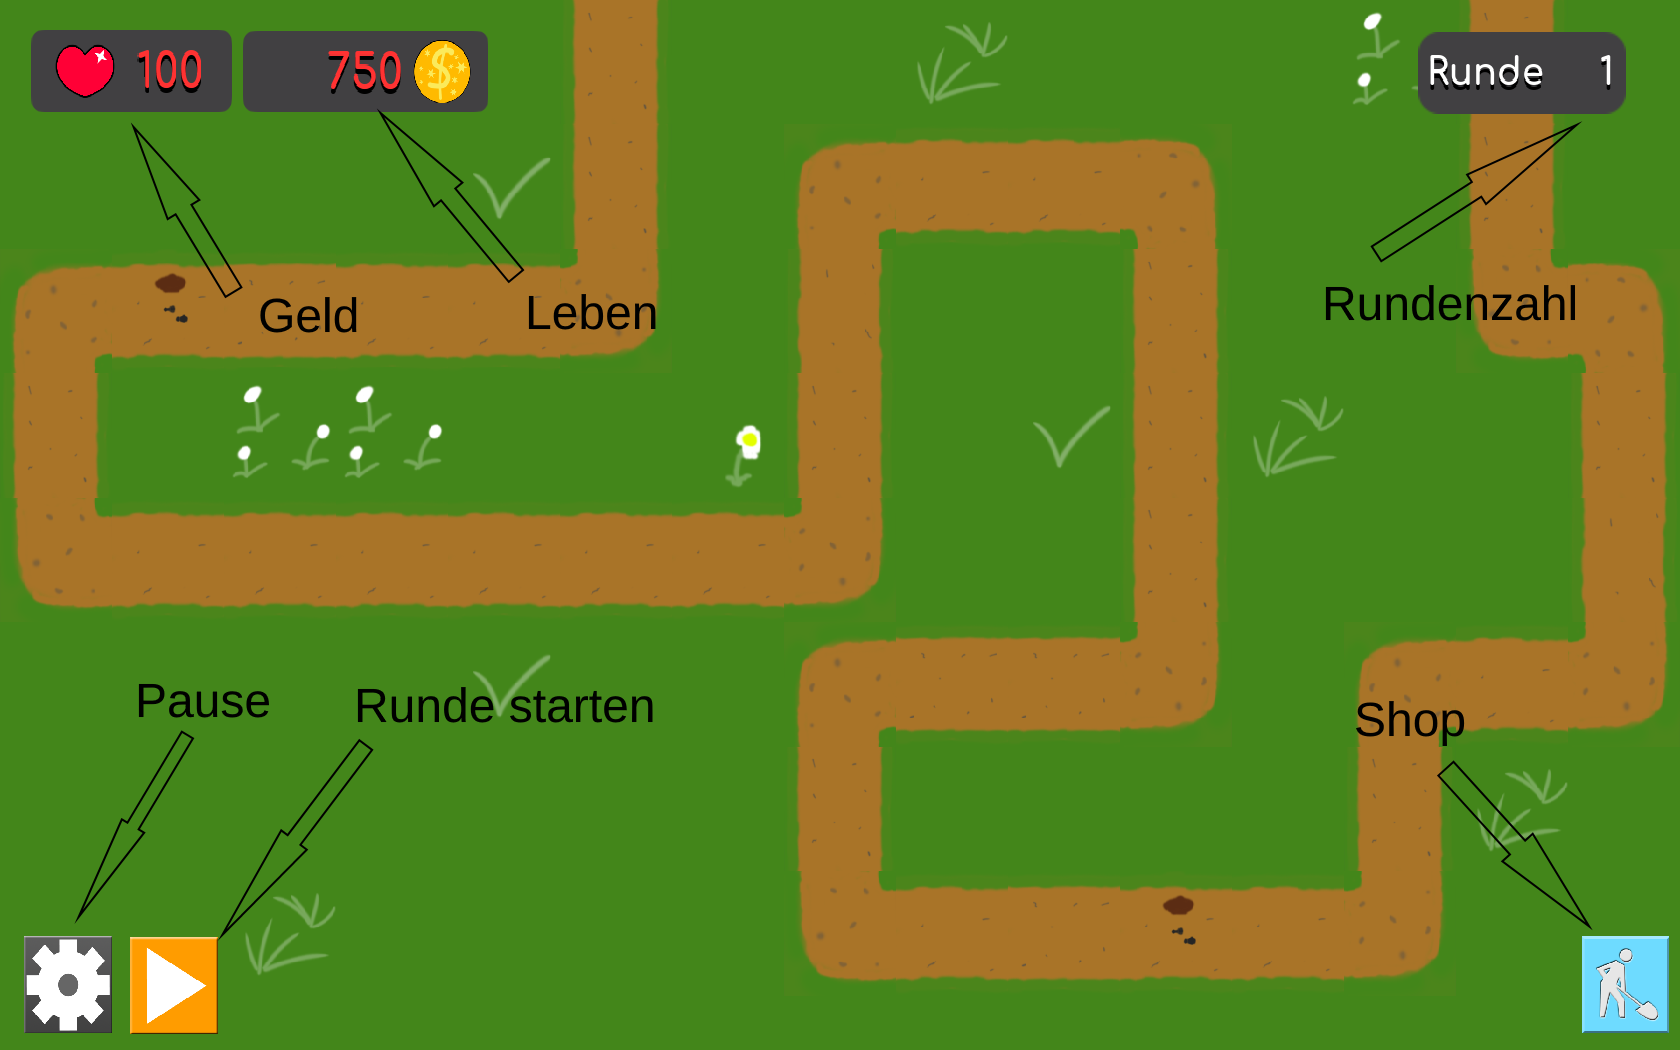 100
750
Runde 1
Geld
Leben
Rundenzahl
Pause
Runde starten
Shop